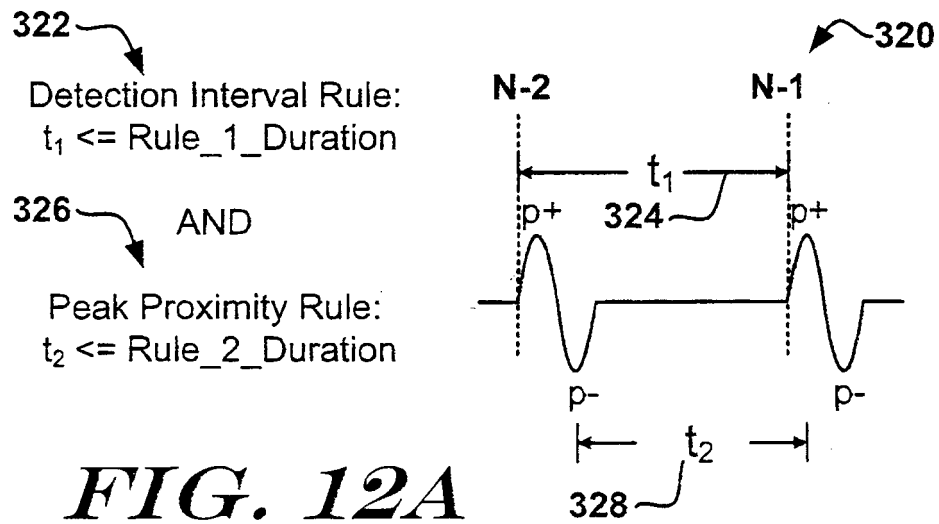 322
320
Detection Interval Rule:
t₁ <= Rule_1_Duration
N-2
N-1
t₁
324
326
AND
p+
p+
Peak Proximity Rule:
t₂ <= Rule_2_Duration
p-
p-
t₂
328
FIG. 12A